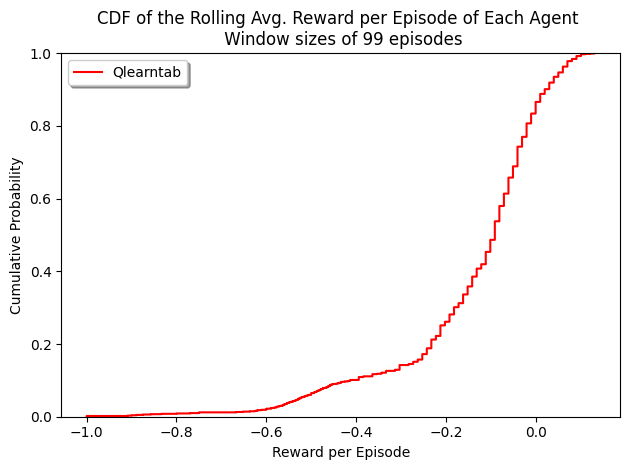 CDF of the Rolling Avg. Reward per Episode of Each Agent
Window sizes of 99 episodes
Qlearntab
Cumulative Probability
1.0
0.8
0.6
0.4
0.2
0.0
−1.0 −0.8 −0.6 −0.4 −0.2 0.0
Reward per Episode